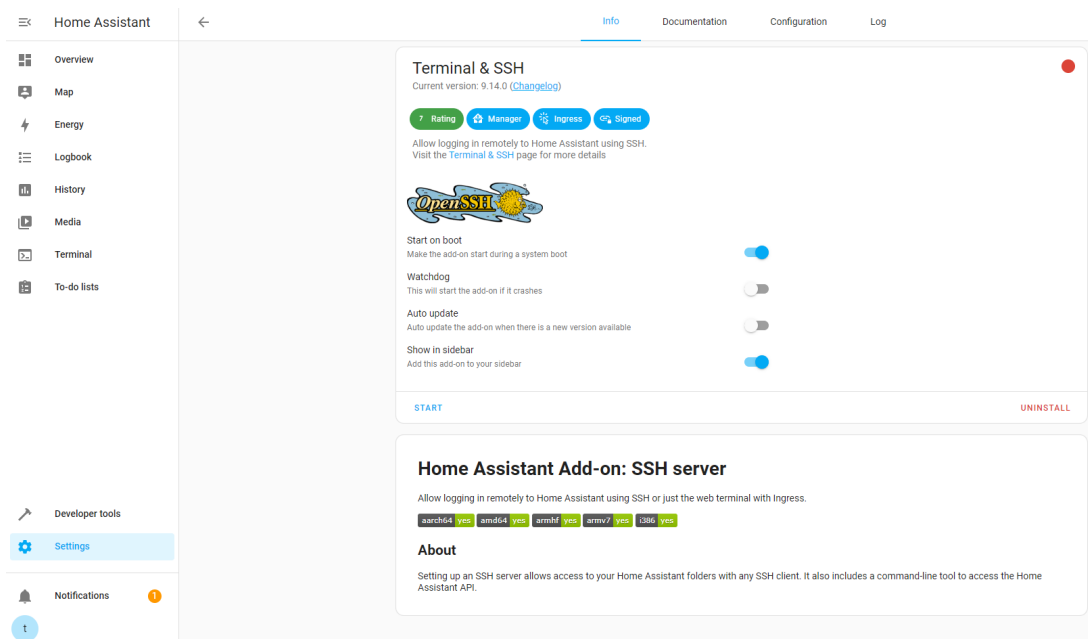 Home Assistant
Overview
Map
Energy
Logbook
History
Media
Terminal
To-do lists
Developer tools
Settings
Notifications
1
t
Info
Documentation
Configuration
Log
Terminal & SSH
Current version: 9.14.0 (Changelog)
7 Rating
Manager
Ingress
Signed
Allow logging in remotely to Home Assistant using SSH.
Visit the Terminal & SSH page for more details
OpenSSH
Start on boot
Make the add-on start during a system boot
Watchdog
This will start the add-on if it crashes
Auto update
Auto update the add-on when there is a new version available
Show in sidebar
Add this add-on to your sidebar
START
UNINSTALL
Home Assistant Add-on: SSH server
Allow logging in remotely to Home Assistant using SSH or just the web terminal with Ingress.
aarch64 yes amd64 yes armhf yes armv7 yes i386 yes
About
Setting up an SSH server allows access to your Home Assistant folders with any SSH client. It also includes a command-line tool to access the Home
Assistant API.